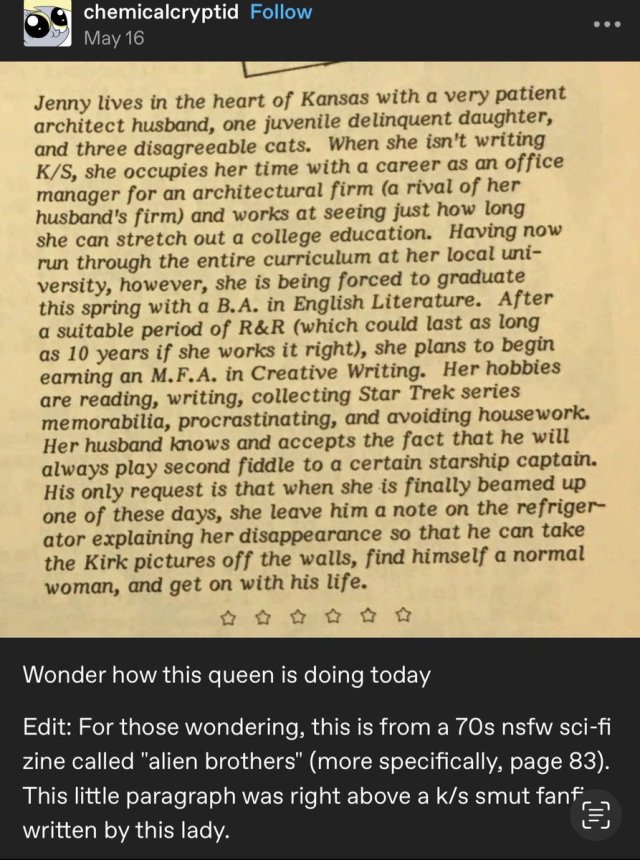 chemicalcryptid Follow
May 16
Jenny lives in the heart of Kansas with a very patient
architect husband, one juvenile delinquent daughter,
and three disagreeable cats. When she isn't writing
K/S, she occupies her time with a career as an office
manager for an architectural firm (a rival of her
husband's firm) and works at seeing just how long
she can stretch out a college education. Having now
run through the entire curriculum at her local uni-
versity, however, she is being forced to graduate
this spring with a B.A. in English Literature. After
a suitable period of R&R (which could last as long
as 10 years if she works it right), she plans to begin
earning an M.F.A. in Creative Writing. Her hobbies
are reading, writing, collecting Star Trek series
memorabilia, procrastinating, and avoiding housework.
Her husband knows and accepts the fact that he will
always play second fiddle to a certain starship captain.
His only request is that when she is finally beamed up
one of these days, she leave him a note on the refriger-
ator explaining her disappearance so that he can take
the Kirk pictures off the walls, find himself a normal
woman, and get on with his life.
Wonder how this queen is doing today
Edit: For those wondering, this is from a 70s nsfw sci-fi
zine called "alien brothers" (more specifically, page 83).
This little paragraph was right above a k/s smut fanf
written by this lady.